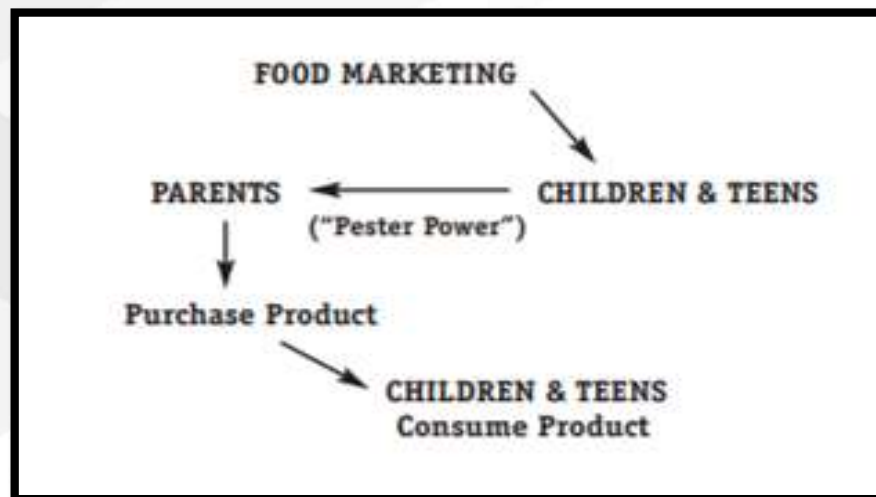 FOOD MARKETING
PARENTS
CHILDREN & TEENS
("Pester Power")
Purchase Product
CHILDREN & TEENS
Consume Product